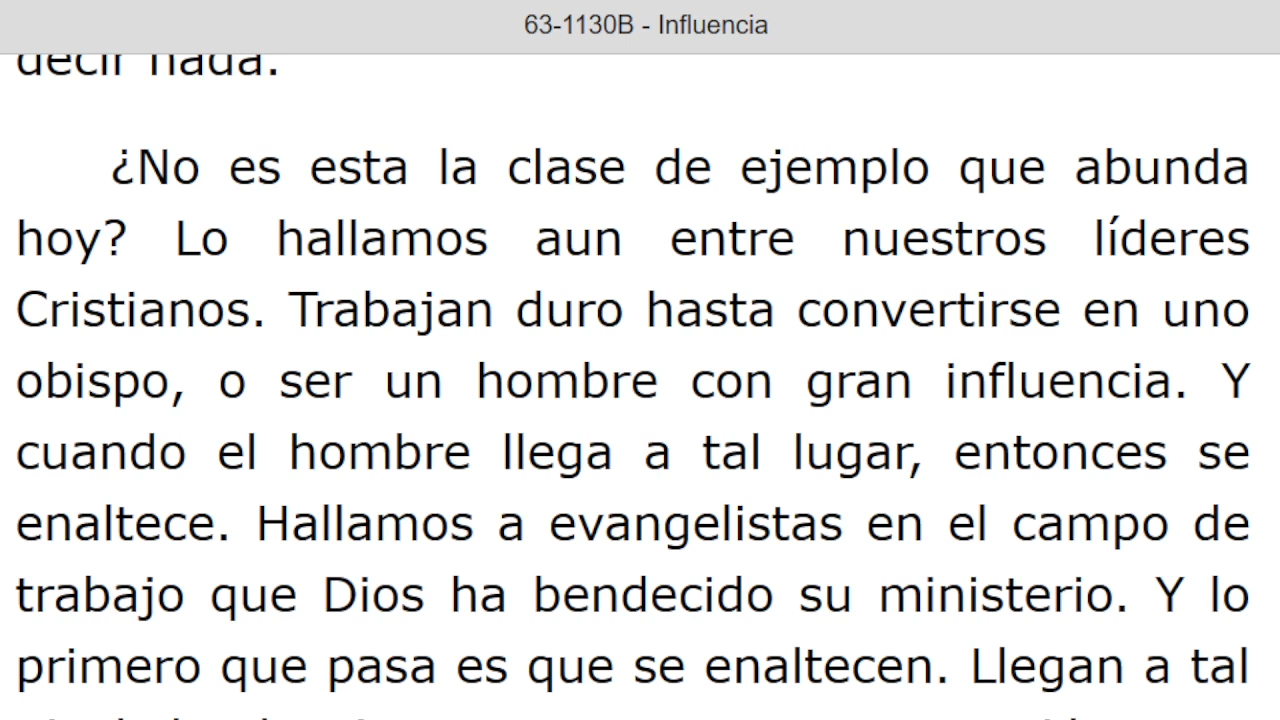 63-1130B - Influencia
decir nada.
¿No es esta la clase de ejemplo que abunda
hoy? Lo hallamos aun entre nuestros líderes
Cristianos. Trabajan duro hasta convertirse en uno
obispo, o ser un hombre con gran influencia. Y
cuando el hombre llega a tal lugar, entonces se
enaltece. Hallamos a evangelistas en el campo de
trabajo que Dios ha bendecido su ministerio. Y lo
primero que pasa es que se enaltecen. Llegan a tal